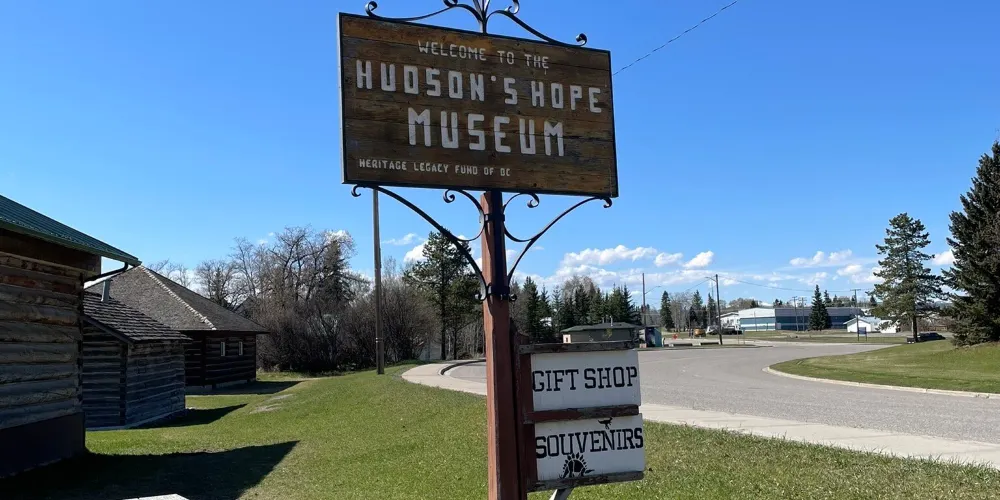 WELCOME TO THE
HUDSON'S HOPE
MUSEUM
HERITAGE LEGACY FUND OF BC
GIFT SHOP
SOUVENIRS